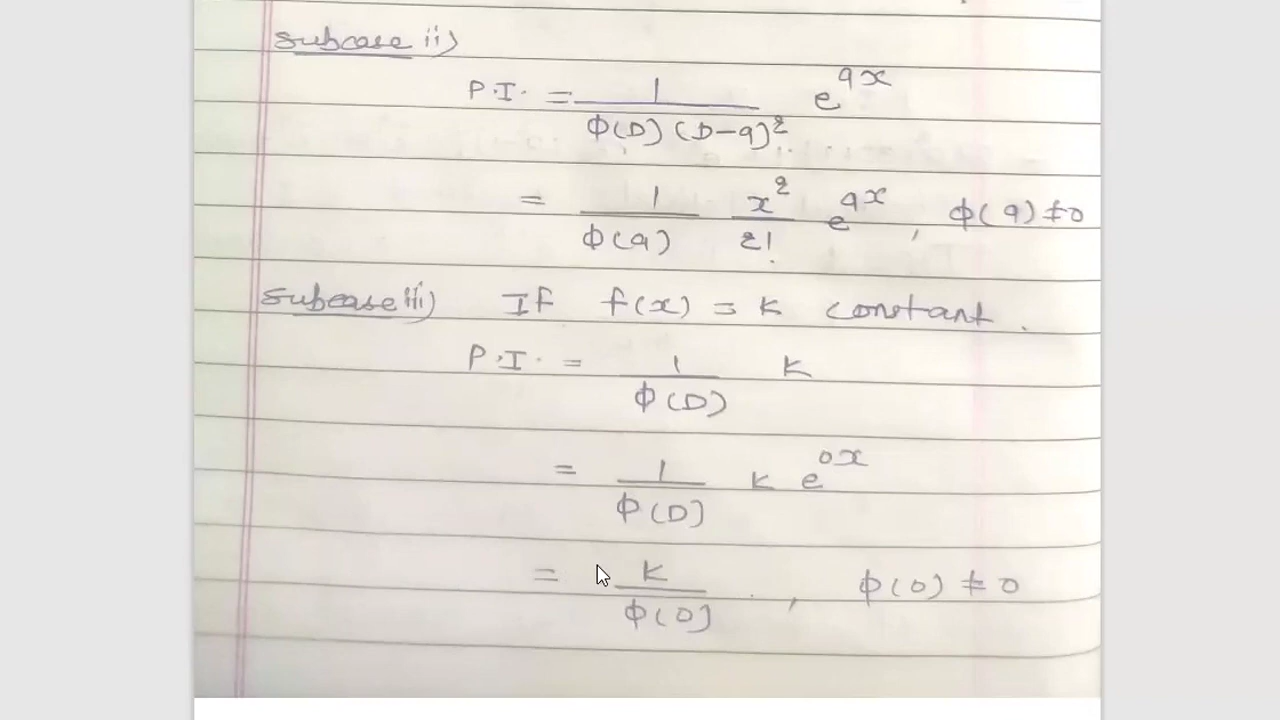 subcase ii)
P.I. = 1/(Φ(D) (D-a)²) e^(ax)
= 1/Φ(a) x²/2! e^(ax), Φ(a) ≠ 0
subcase iii) If f(x) = K constant.
P.I. = 1/Φ(D) K
= 1/Φ(D) K e^(0x)
= K/Φ(0), Φ(0) ≠ 0